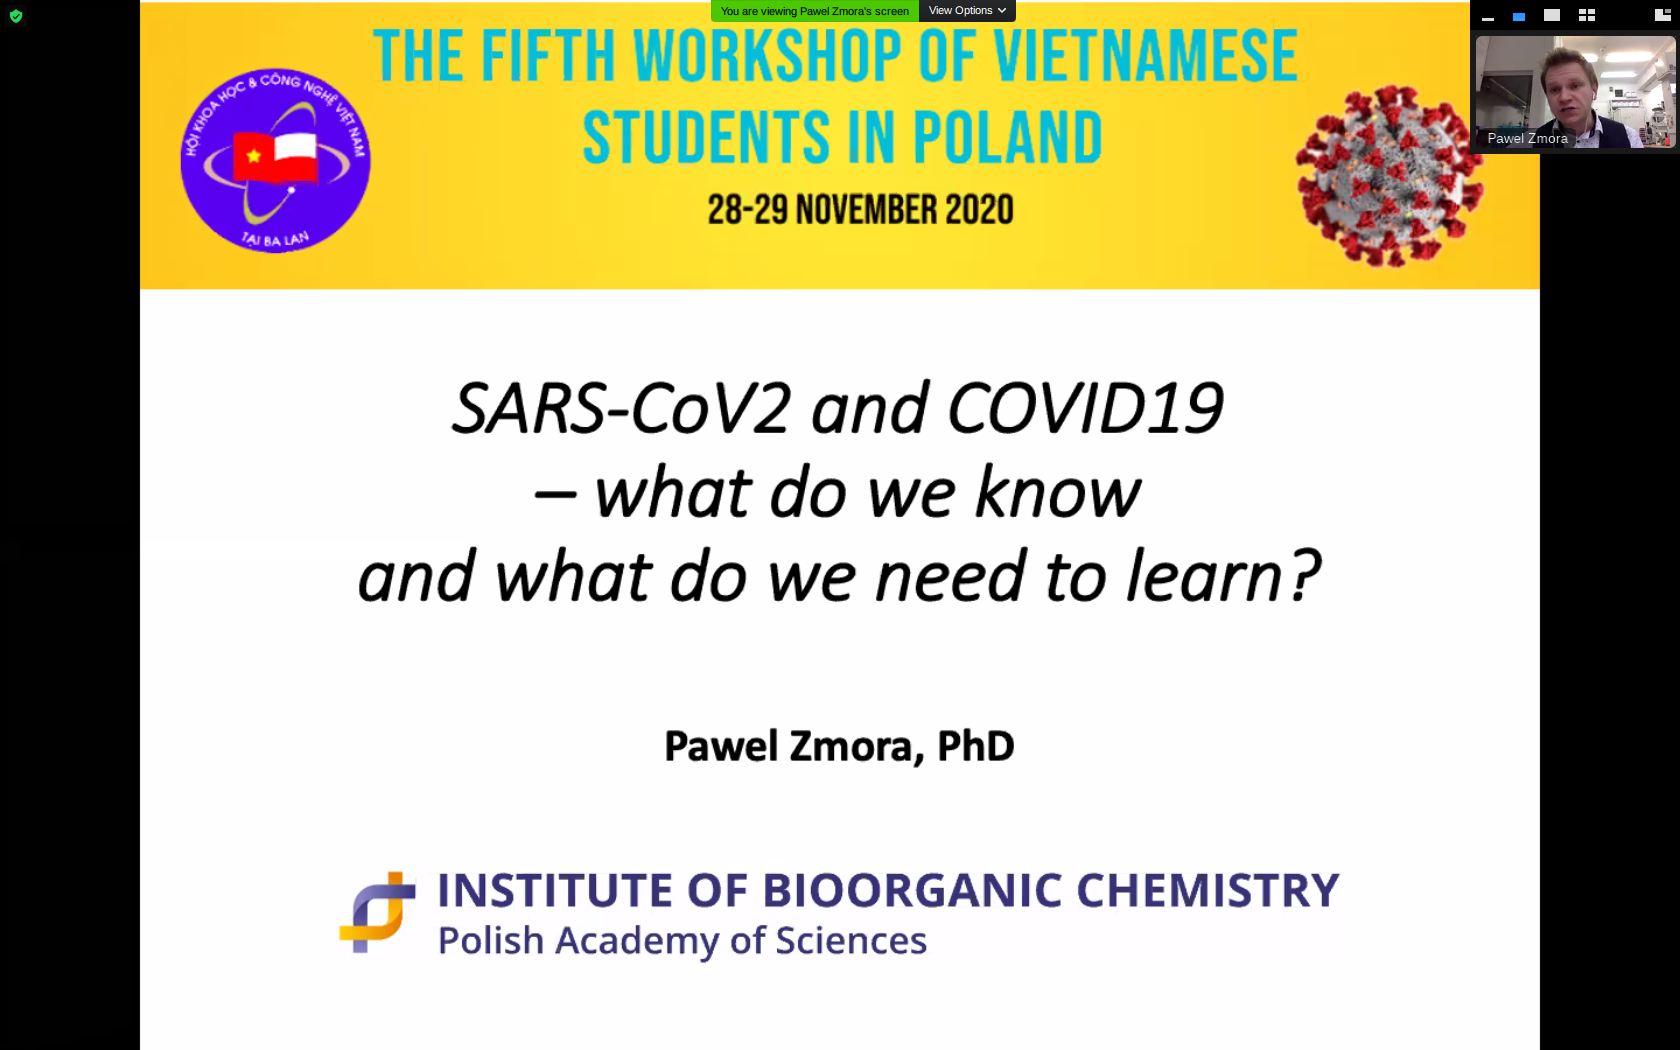 You are viewing Pawel Zmora's screen
View Options
THE FIFTH WORKSHOP OF VIETNAMESE
STUDENTS IN POLAND
28-29 NOVEMBER 2020
HỘI KHOA HỌC & CÔNG NGHỆ VIỆT NAM
TẠI BA LAN
Pawel Zmora
SARS-CoV2 and COVID19
– what do we know
and what do we need to learn?
Pawel Zmora, PhD
INSTITUTE OF BIOORGANIC CHEMISTRY
Polish Academy of Sciences